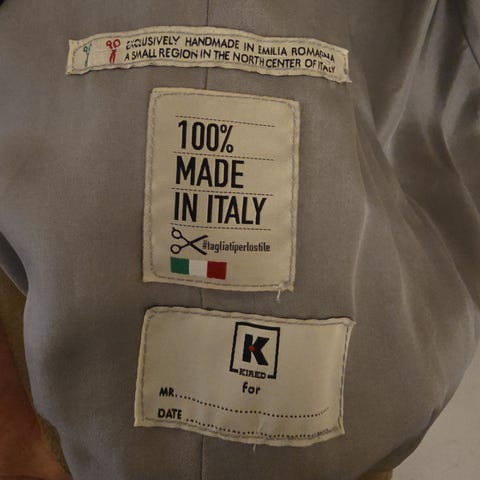 EXCLUSIVELY HANDMADE IN EMILIA ROMAGNA
A SMALL REGION IN THE NORTH CENTER OF ITALY
100%
MADE
IN ITALY
#tagliatiperlostile
K
KIRED
for
MR.
DATE